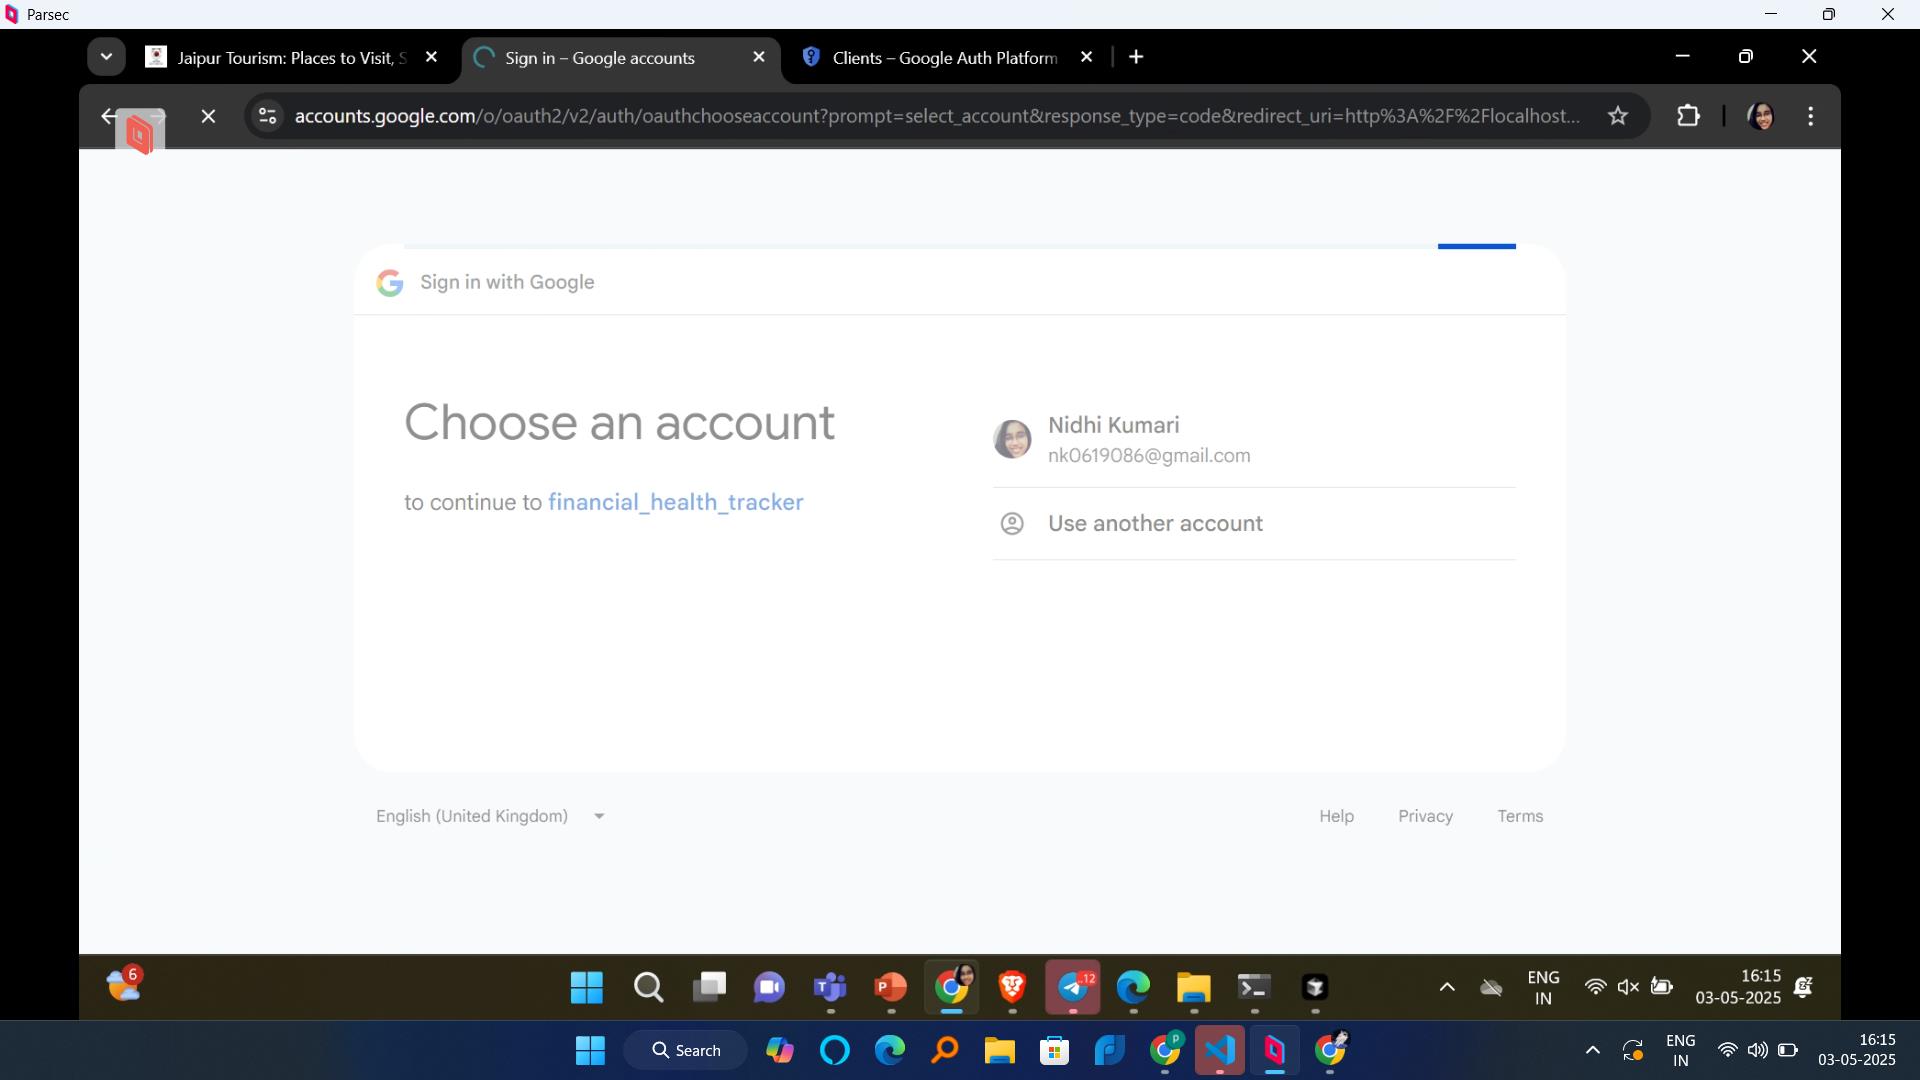 Parsec
Jaipur Tourism: Places to Visit, S
Sign in – Google accounts
Clients – Google Auth Platform
accounts.google.com/o/oauth2/v2/auth/oauthchooseaccount?prompt=select_account&response_type=code&redirect_uri=http%3A%2F%2Flocalhost...
Sign in with Google
Choose an account
to continue to financial_health_tracker
Nidhi Kumari
nk0619086@gmail.com
Use another account
English (United Kingdom)
Help
Privacy
Terms
6
12
ENG
IN
16:15
03-05-2025
Search
P
ENG
IN
16:15
03-05-2025